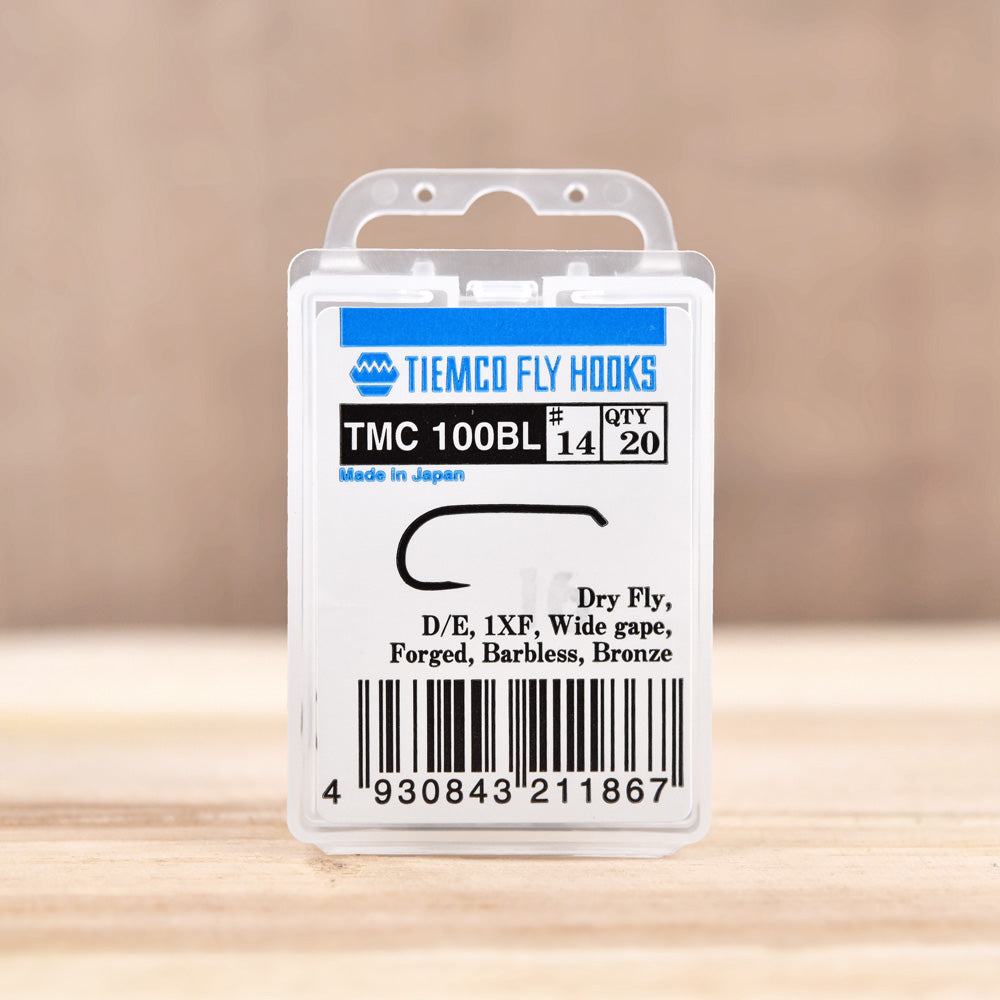 TIEMCO FLY HOOKS
TMC 100BL # 14 QTY 20
Made in Japan
Dry Fly,
D/E, 1XF, Wide gape,
Forged, Barbless, Bronze
4 930843 211867